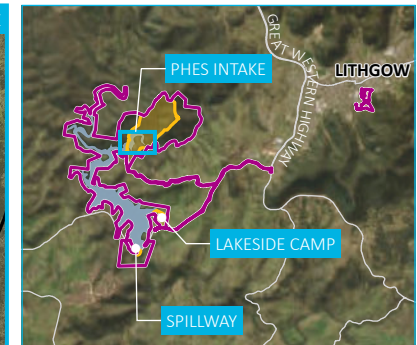 GREAT WESTERN HIGHWAY
PHES INTAKE
LITHGOW
LAKESIDE CAMP
SPILLWAY